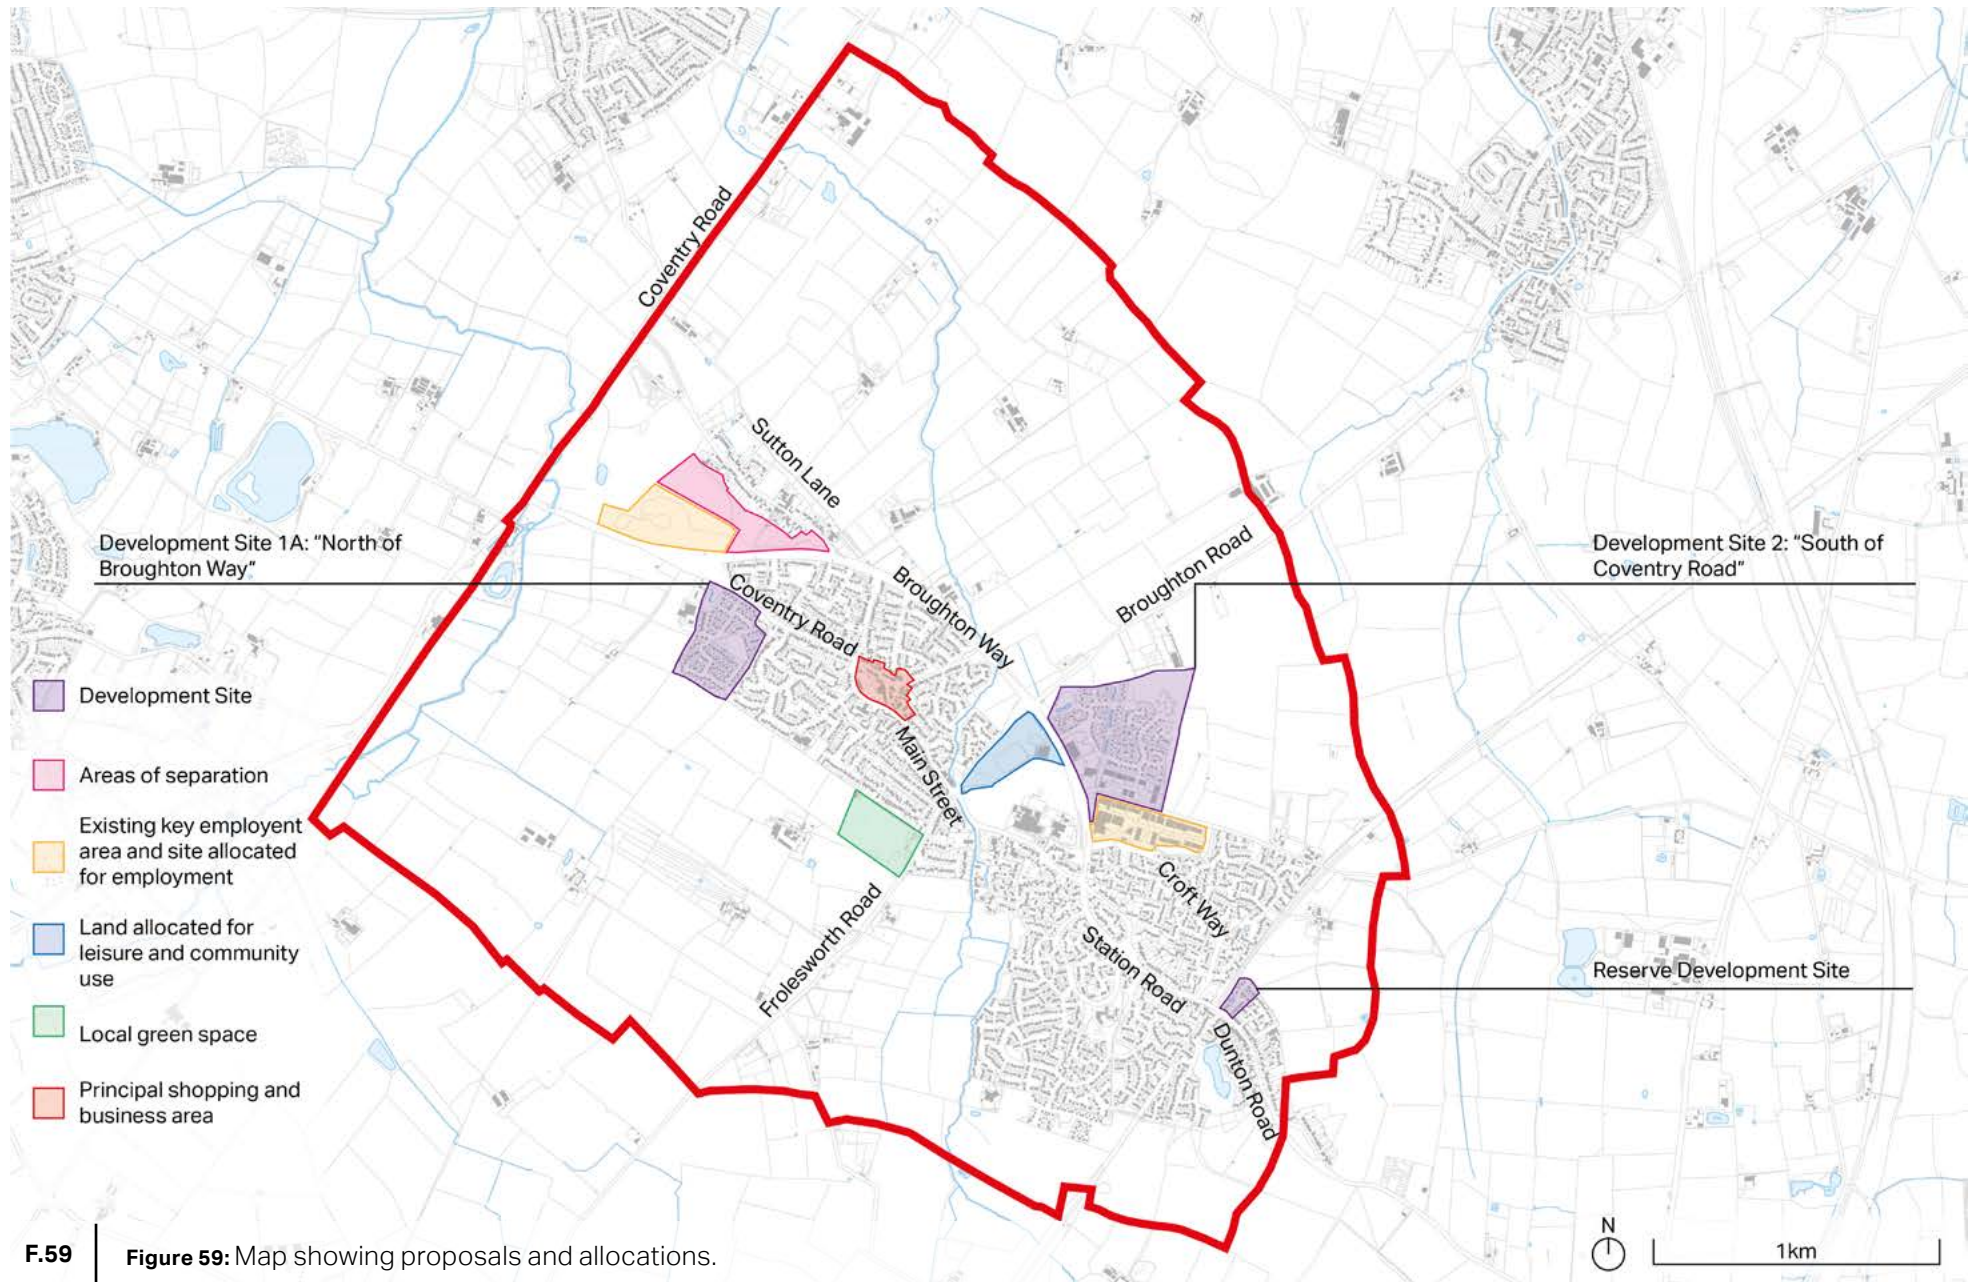 Coventry Road
Sutton Lane
Development Site 1A: “North of
Broughton Way”
Development Site 2: “South of
Coventry Road”
Broughton Road
Broughton Way
Coventry Road
Main Street
Development Site
Areas of separation
Existing key employent
area and site allocated
for employment
Land allocated for
leisure and community
use
Local green space
Principal shopping and
business area
Croft Way
Frolesworth Road
Station Road
Reserve Development Site
Dunton Road
N
1km
F.59
Figure 59: Map showing proposals and allocations.